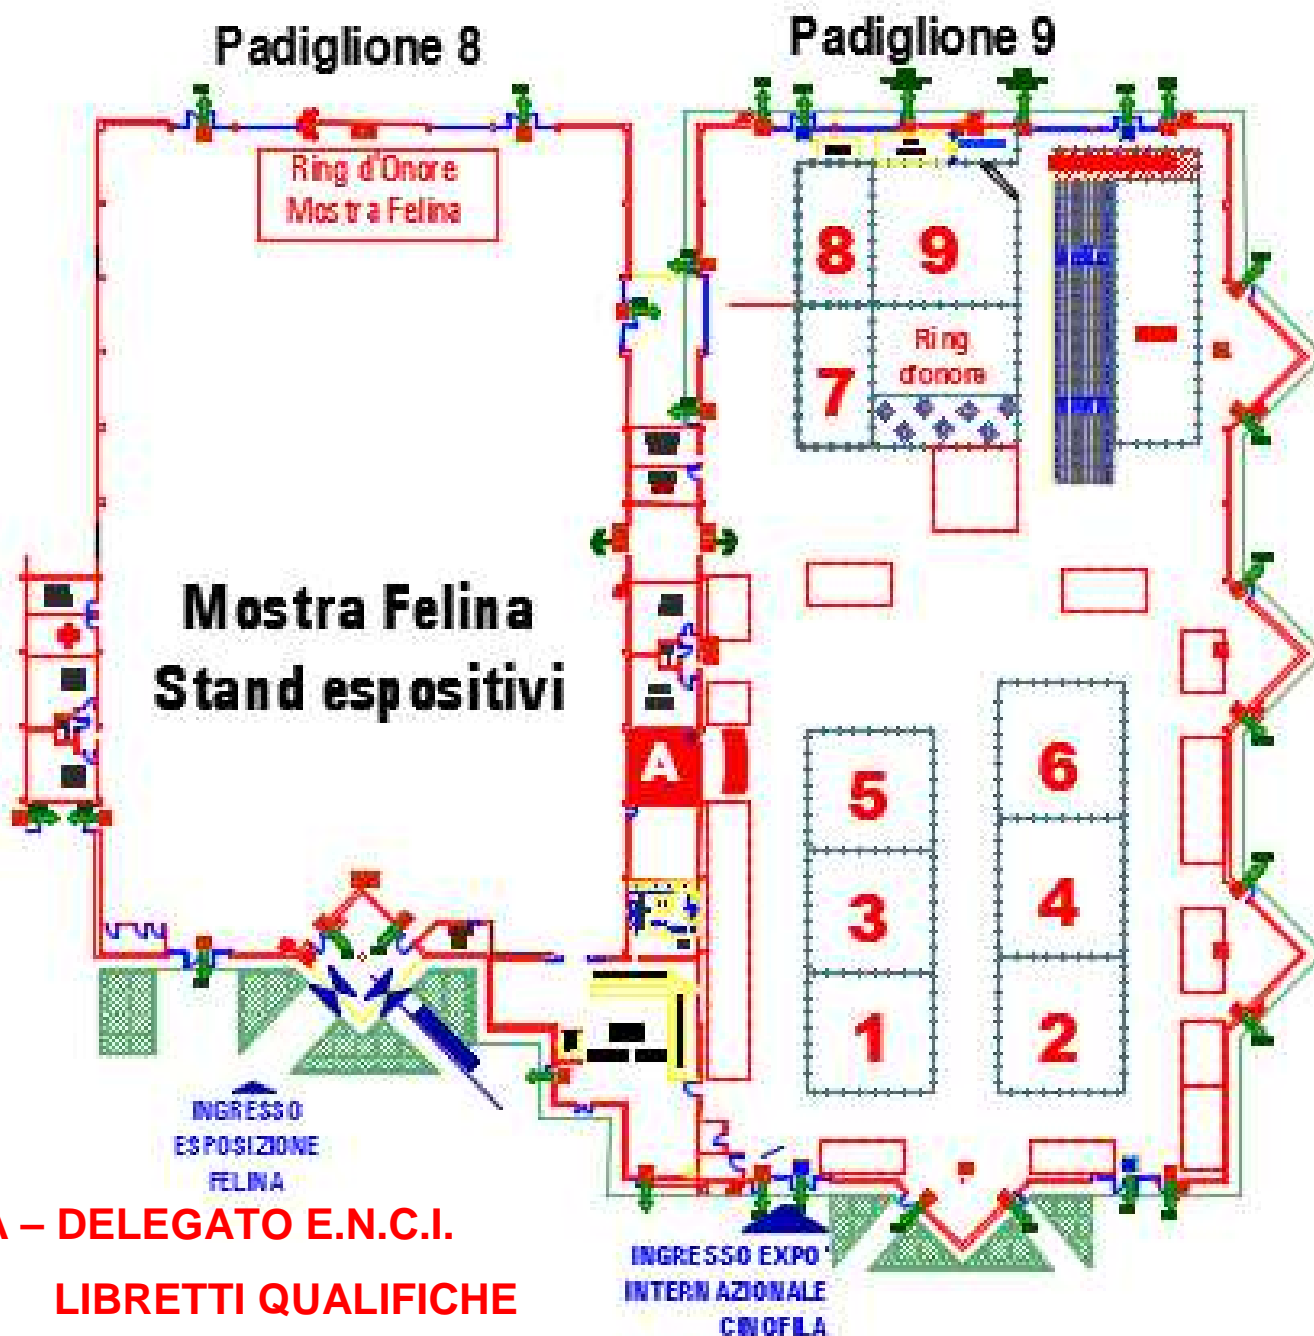 Padiglione 8
Padiglione 9
Ring d'Onore
Mostra Felina
8
9
7
Ring
d'onore
Mostra Felina
Stand espositivi
A
5
6
3
4
1
2
INGRESSO
ESPOSIZIONE
FELINA
A – DELEGATO E.N.C.I.
LIBRETTI QUALIFICHE
INGRESSO EXPO'
INTERNAZIONALE
CINOFILA